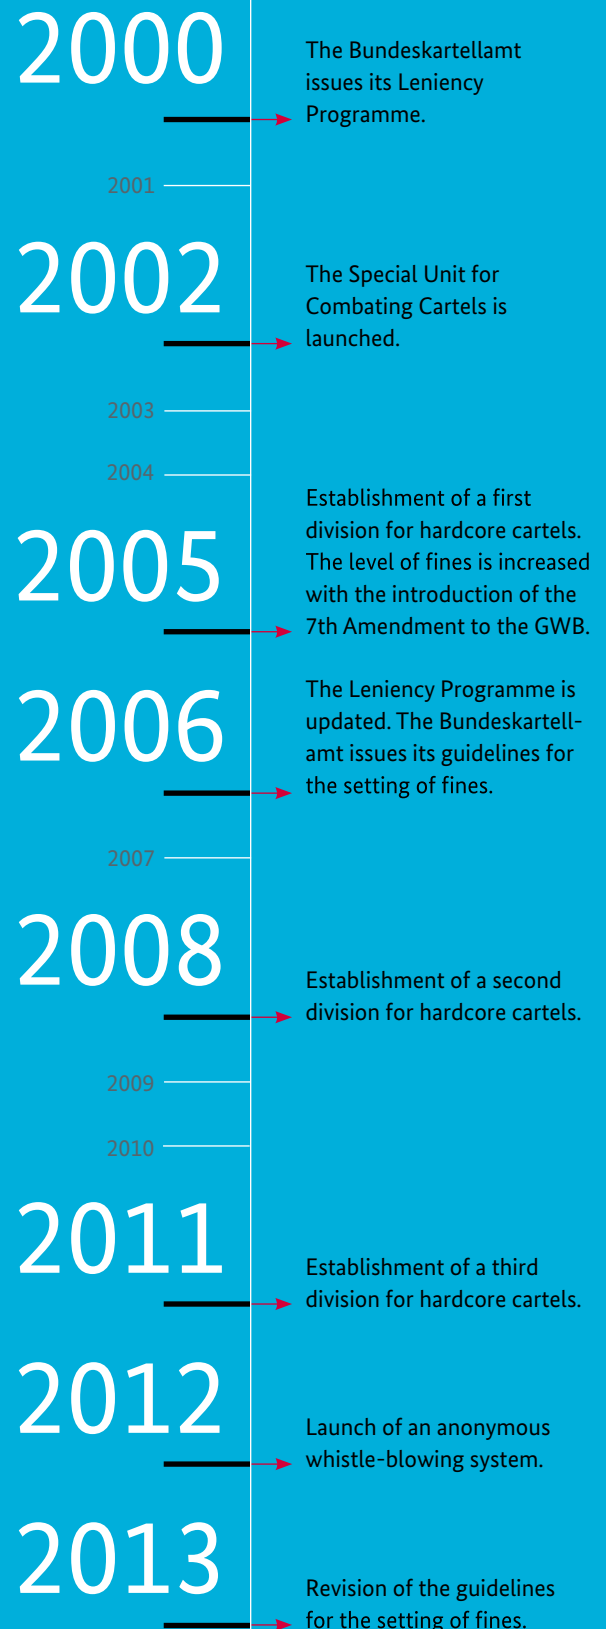 2000
The Bundeskartellamt
issues its Leniency
Programme.
2001
2002
The Special Unit for
Combating Cartels is
launched.
2003
2004
2005
Establishment of a first
division for hardcore cartels.
The level of fines is increased
with the introduction of the
7th Amendment to the GWB.
2006
The Leniency Programme is
updated. The Bundeskartell-
amt issues its guidelines for
the setting of fines.
2007
2008
Establishment of a second
division for hardcore cartels.
2009
2010
2011
Establishment of a third
division for hardcore cartels.
2012
Launch of an anonymous
whistle-blowing system.
2013
Revision of the guidelines
for the setting of fines.